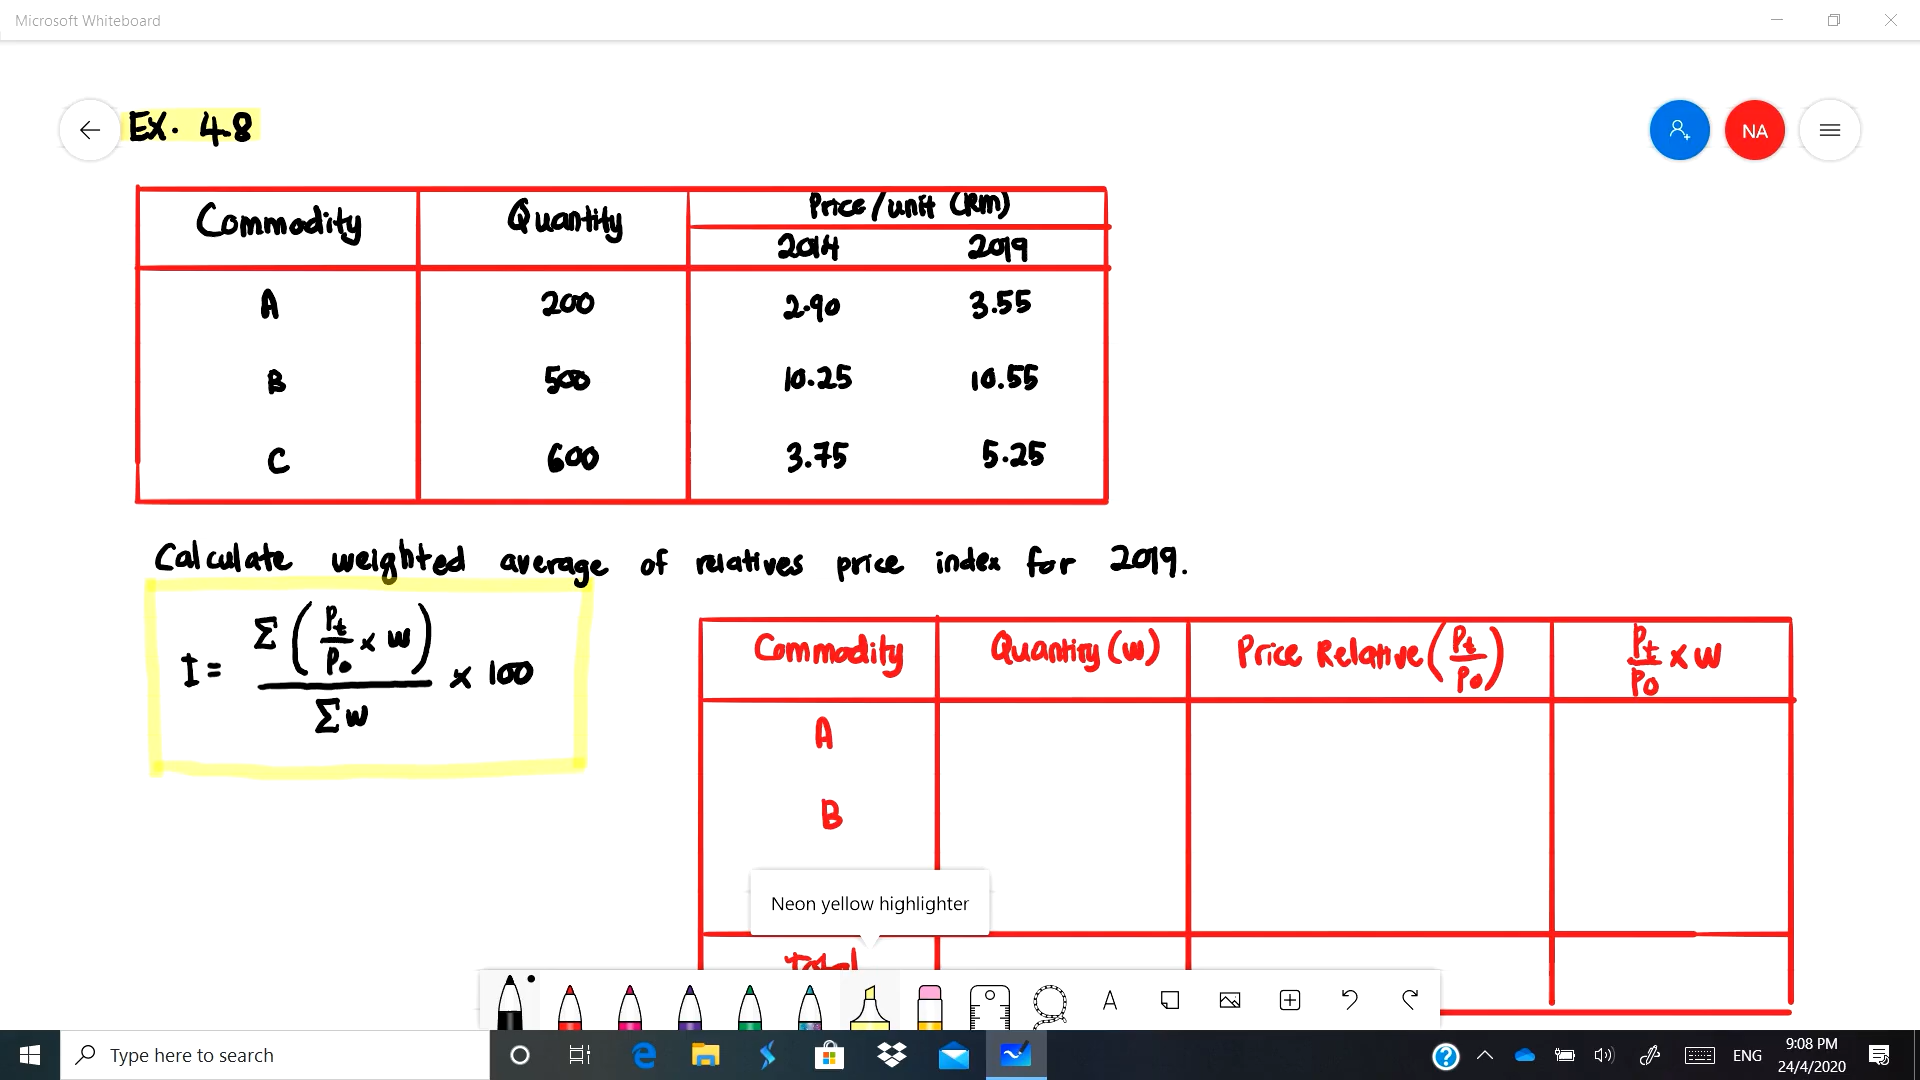 Microsoft Whiteboard
EX. 4.8
NA
Commodity Quantity Price/unit (RM)
2014 2019
A 200 2.90 3.55
B 500 10.25 10.55
C 600 3.75 5.25
Calculate weighted average of relatives price index for 2019.
I = Σ (Pt/Po × W) / ΣW × 100
Commodity Quantity (W) Price Relative (Pt/Po) Pt/Po × W
A
B
Neon yellow highlighter
Total
A
Type here to search
ENG
9:08 PM
24/4/2020